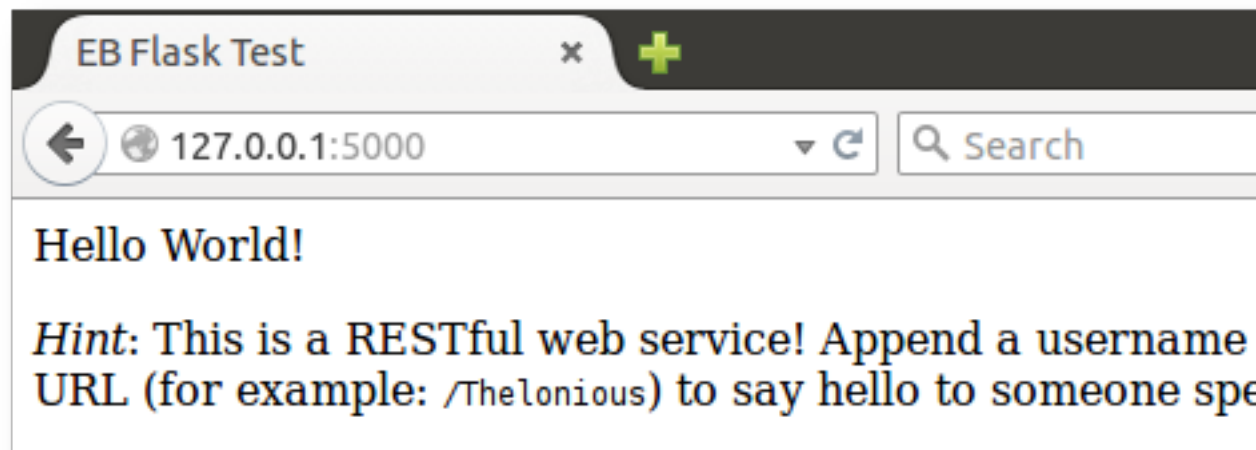 EB Flask Test
127.0.0.1:5000
Search
Hello World!
Hint: This is a RESTful web service! Append a username
URL (for example: /Thelonious) to say hello to someone spe